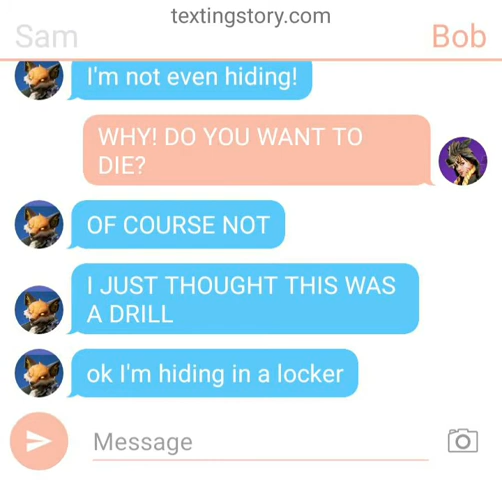 textingstory.com
Sam
Bob
I'm not even hiding!
WHY! DO YOU WANT TO
DIE?
OF COURSE NOT
I JUST THOUGHT THIS WAS
A DRILL
ok I'm hiding in a locker
Message